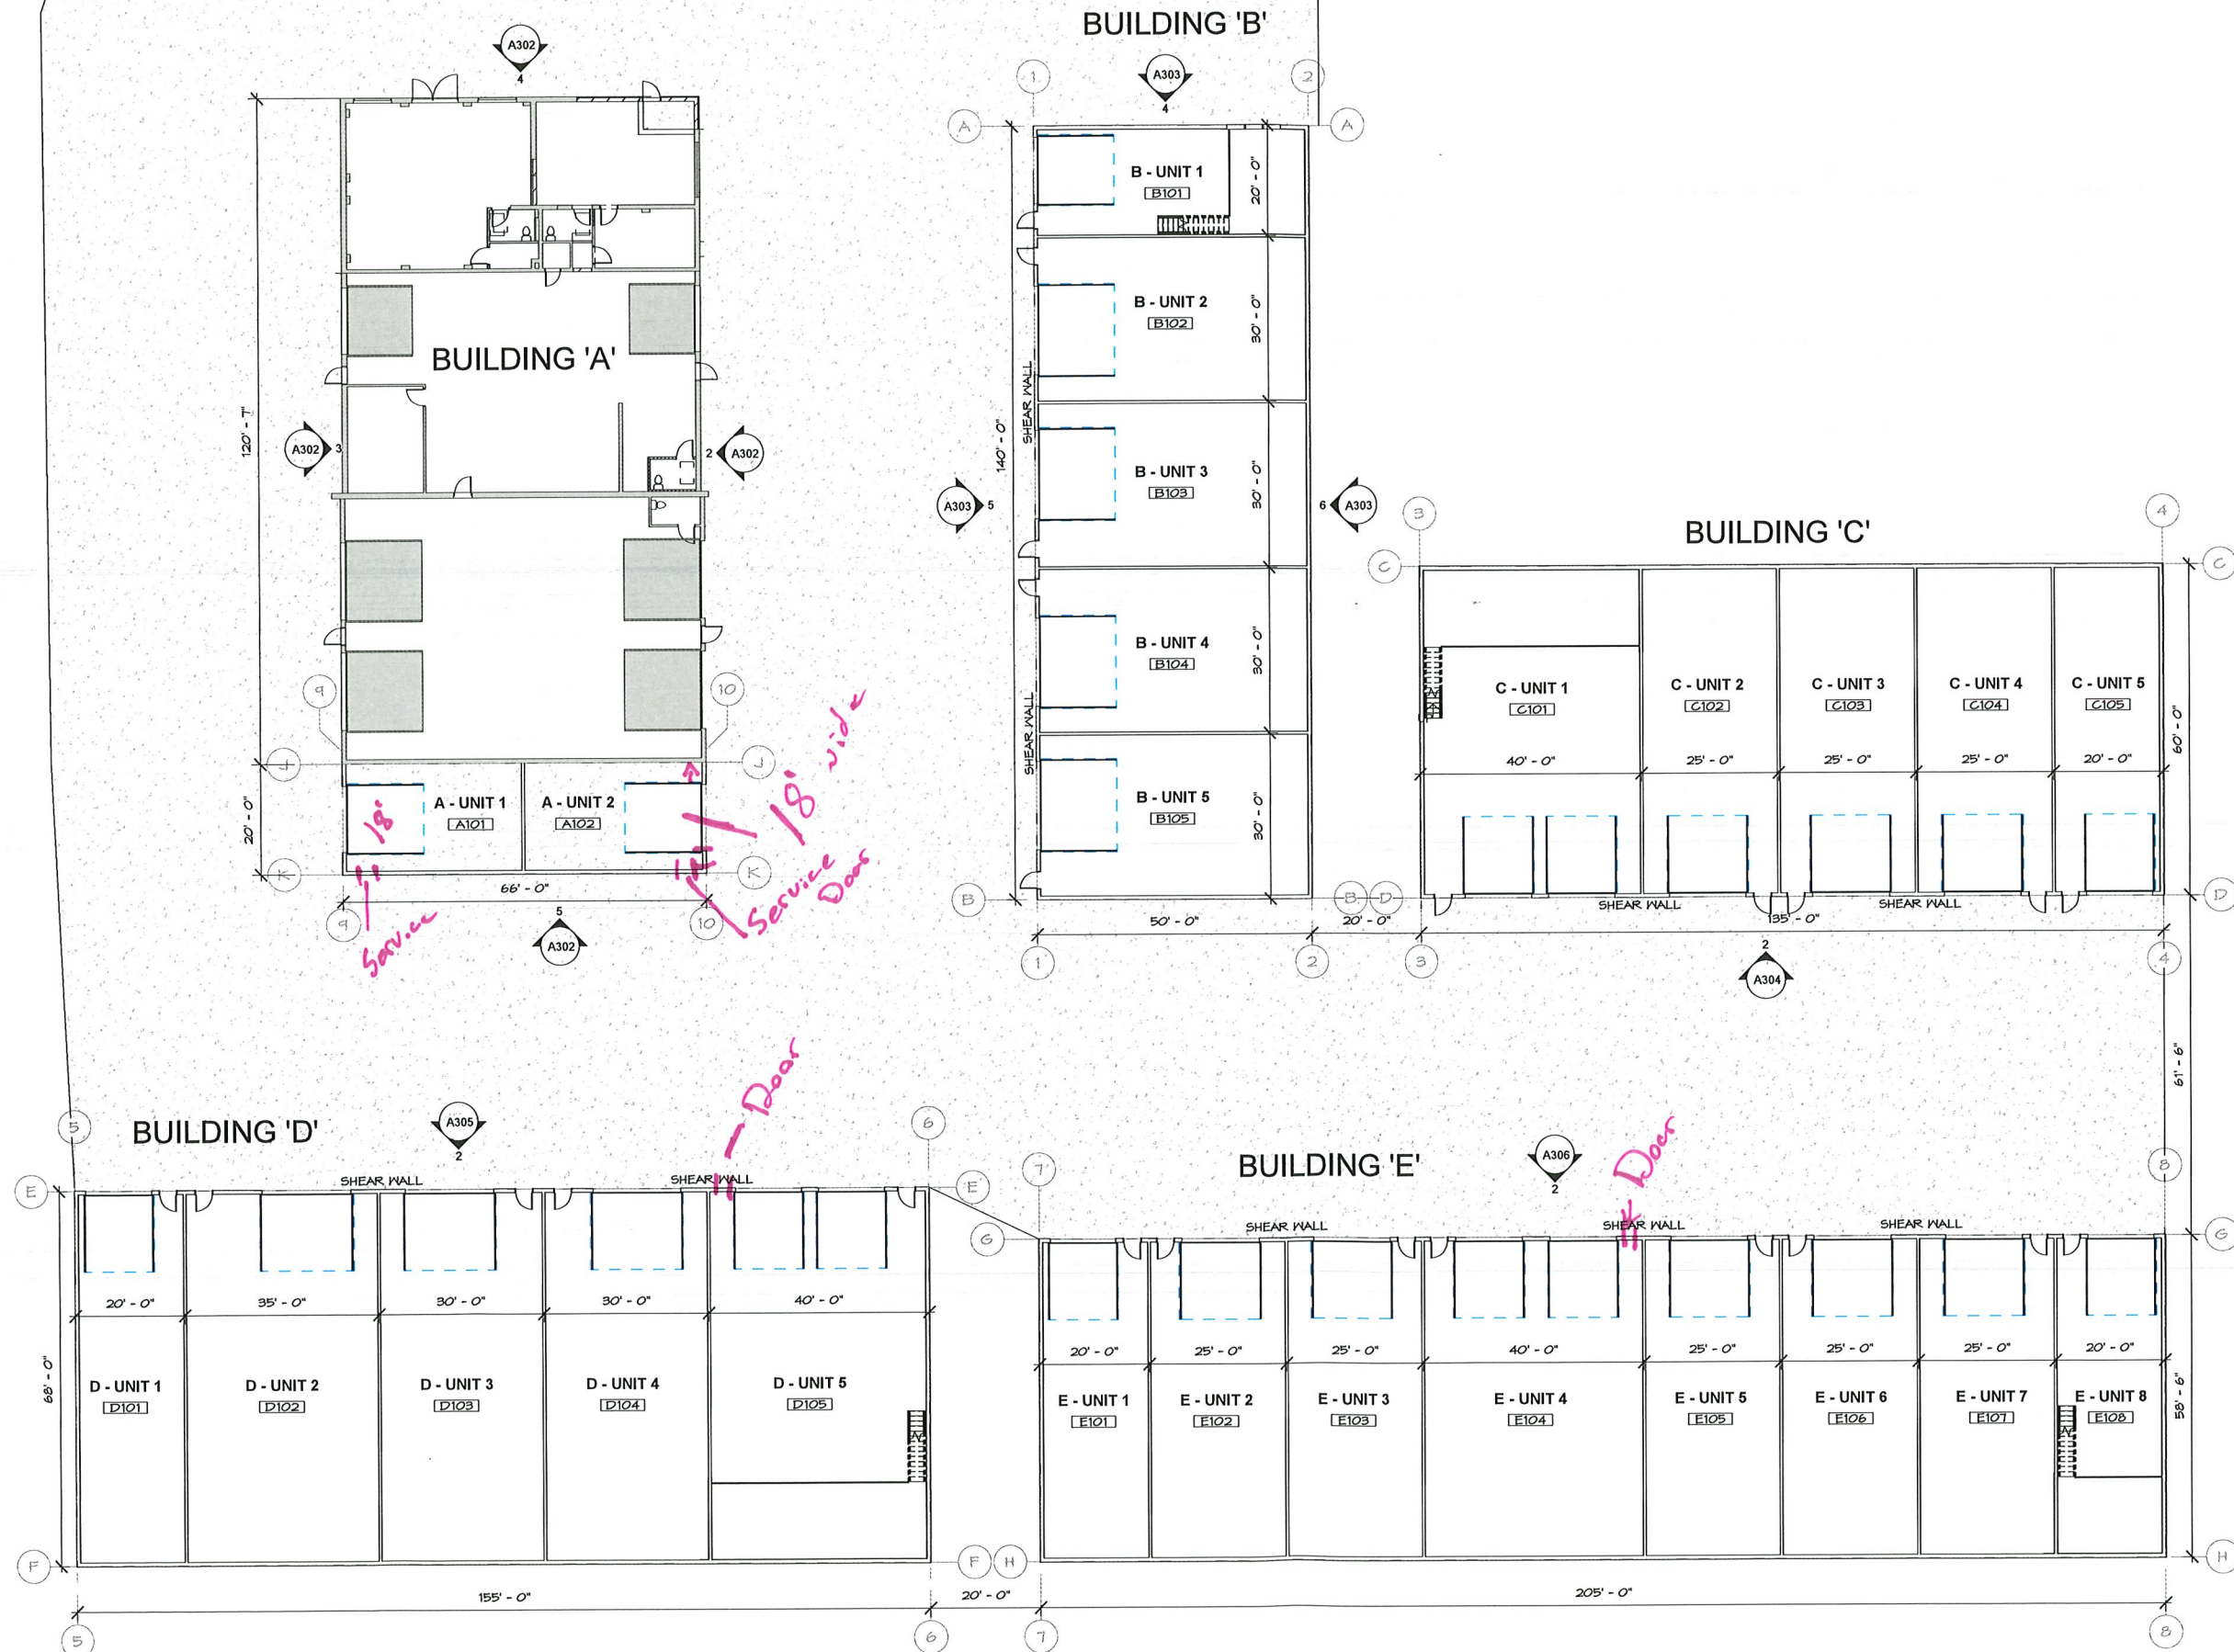 BUILDING 'B'
A302
4
1
A303
4
2
A
A
B - UNIT 1
B101
20' - 0"
B - UNIT 2
B102
30' - 0"
BUILDING 'A'
SHEAR WALL
120' - 7"
A302
3
2
A302
140' - 0"
B - UNIT 3
B103
30' - 0"
A303
5
6
A303
3
4
BUILDING 'C'
C
C
B - UNIT 4
B104
30' - 0"
9
10
SHEAR WALL
C - UNIT 1
C101
C - UNIT 2
C102
C - UNIT 3
C103
C - UNIT 4
C104
C - UNIT 5
C105
60' - 0"
40' - 0"
25' - 0"
25' - 0"
25' - 0"
20' - 0"
J
J
18' wide
20' - 0"
18'
A - UNIT 1
A101
A - UNIT 2
A102
B - UNIT 5
B105
30' - 0"
K
K
66' - 0"
Service
Service
Door
9
5
A302
10
B
B
D
D
SHEAR WALL
SHEAR WALL
50' - 0"
20' - 0"
135' - 0"
1
2
3
2
A304
4
61' - 6"
Door
5
BUILDING 'D'
A305
2
6
7
BUILDING 'E'
A306
2
Door
8
E
SHEAR WALL
SHEAR WALL
E
G
SHEAR WALL
SHEAR WALL
SHEAR WALL
G
20' - 0"
35' - 0"
30' - 0"
30' - 0"
40' - 0"
20' - 0"
25' - 0"
25' - 0"
40' - 0"
25' - 0"
25' - 0"
25' - 0"
20' - 0"
68' - 0"
D - UNIT 1
D101
D - UNIT 2
D102
D - UNIT 3
D103
D - UNIT 4
D104
D - UNIT 5
D105
E - UNIT 1
E101
E - UNIT 2
E102
E - UNIT 3
E103
E - UNIT 4
E104
E - UNIT 5
E105
E - UNIT 6
E106
E - UNIT 7
E107
E - UNIT 8
E108
58' - 6"
F
F
H
H
155' - 0"
20' - 0"
205' - 0"
5
6
7
8